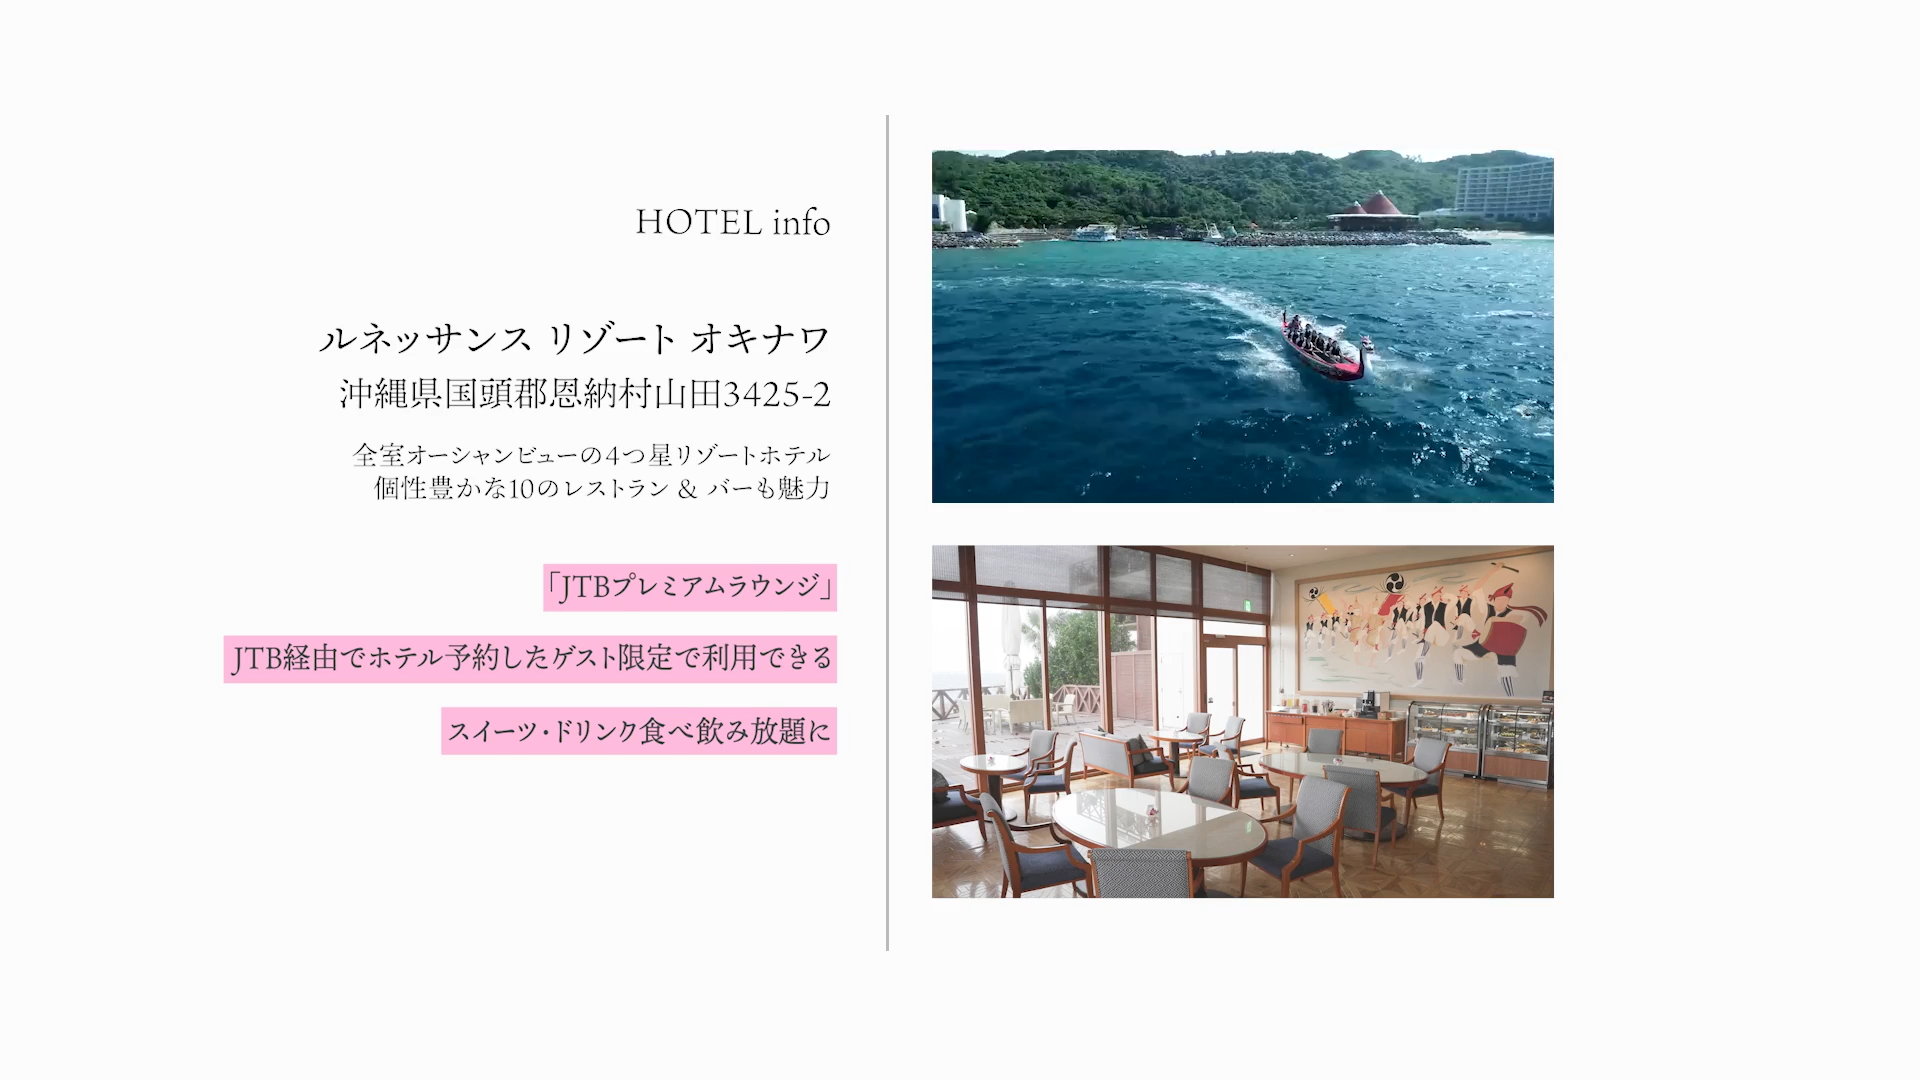 HOTEL info
ルネッサンス リゾート オキナワ
沖縄県国頭郡恩納村山田3425-2
全室オーシャンビューの4つ星リゾートホテル
個性豊かな10のレストラン & バーも魅力
「JTBプレミアムラウンジ」
JTB経由でホテル予約したゲスト限定で利用できる
スイーツ・ドリンク食べ飲み放題に